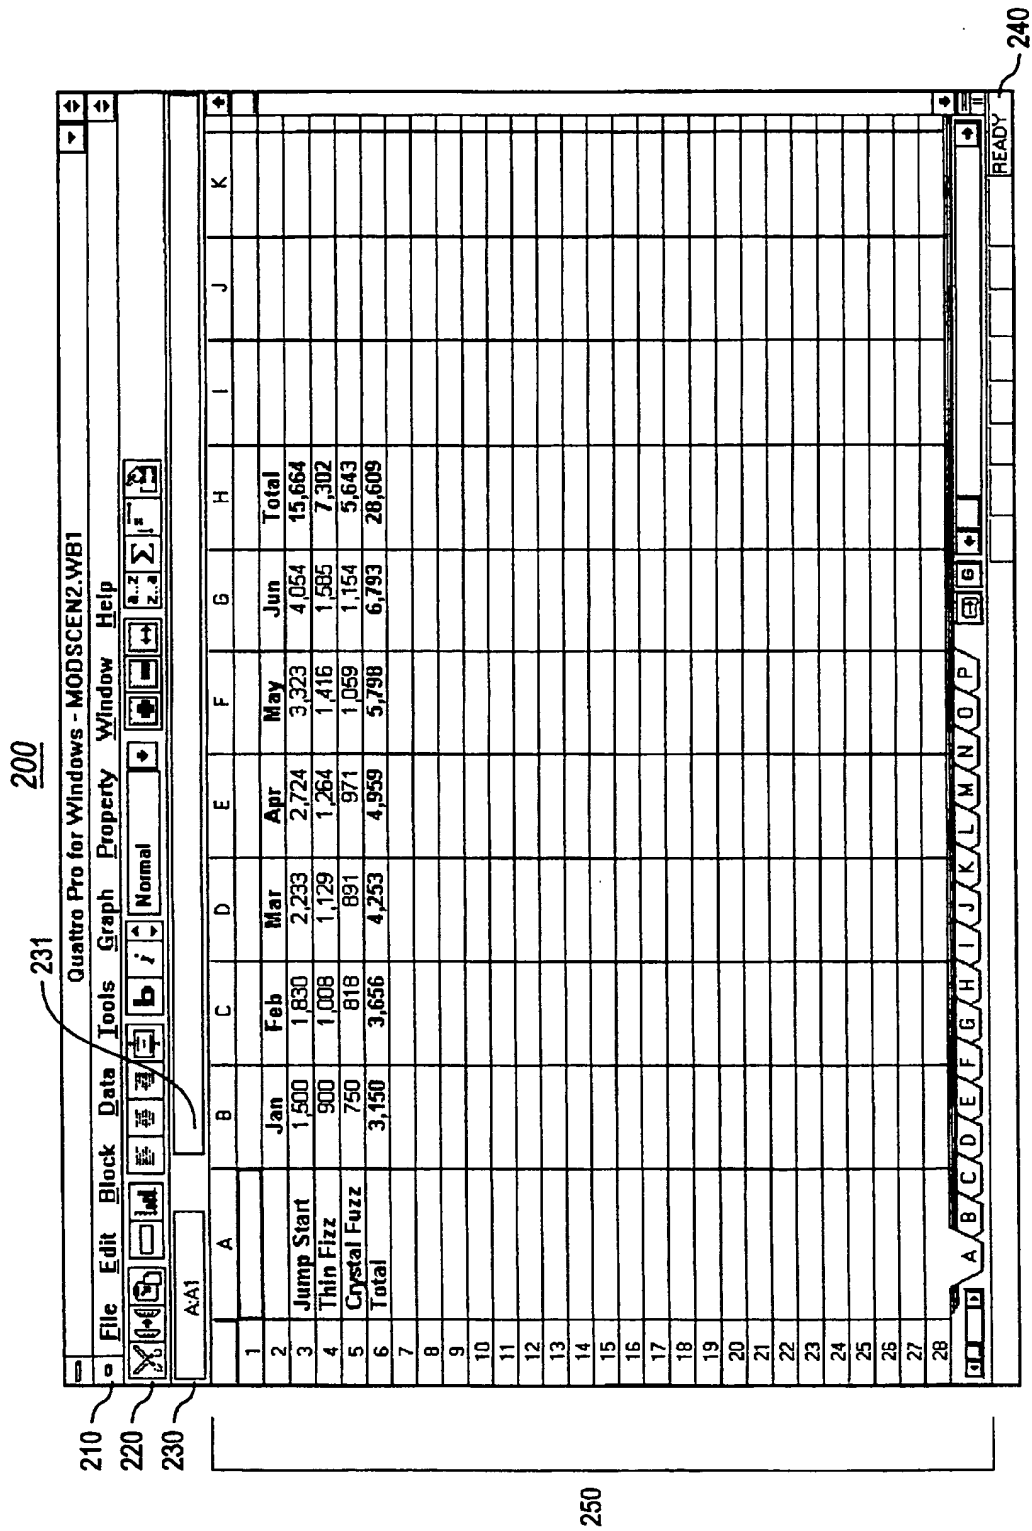 200
231
Quattro Pro for Windows - MODSCEN2.WB1
210
File Edit Block Data Tools Graph Property Window Help
220
b i Normal a..z z..a Σ
230
A:A1
A B C D E F G H I J K
1
2 Jan Feb Mar Apr May Jun Total
3 Jump Start 1,500 1,830 2,233 2,724 3,323 4,054 15,664
4 Thin Fizz 900 1,008 1,129 1,264 1,416 1,585 7,302
5 Crystal Fuzz 750 818 891 971 1,059 1,154 5,643
6 Total 3,150 3,656 4,253 4,959 5,798 6,793 28,609
7
8
9
10
11
12
13
14
15
16
17
18
19
20
21
22
23
24
25
26
27
28
250
A B C D E F G H I J K L M N O P G
READY
240